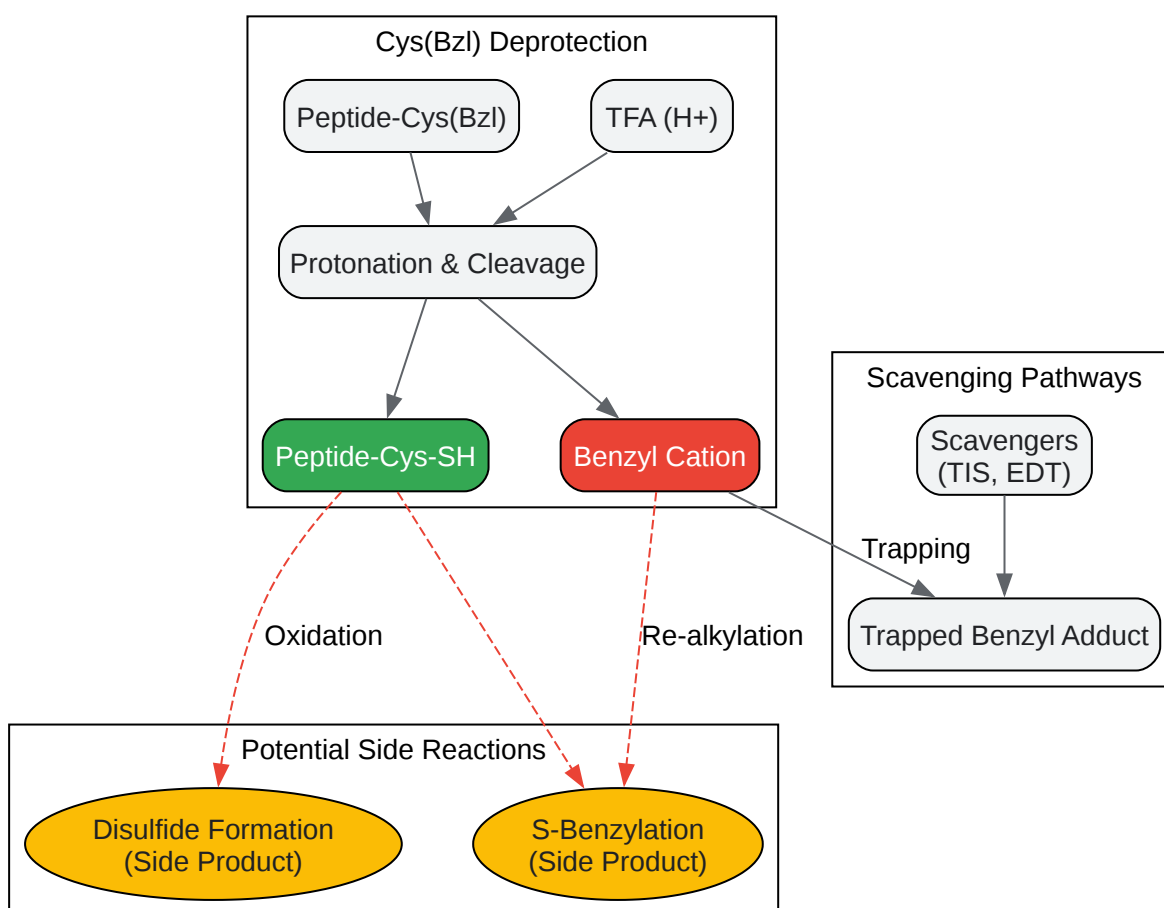 Cys(Bzl) Deprotection
Peptide-Cys(Bzl)
TFA (H+)
Protonation & Cleavage
Peptide-Cys-SH
Benzyl Cation
Scavenging Pathways
Scavengers
(TIS, EDT)
Trapping
Trapped Benzyl Adduct
Oxidation
Re-alkylation
Potential Side Reactions
Disulfide Formation
(Side Product)
S-Benzylation
(Side Product)